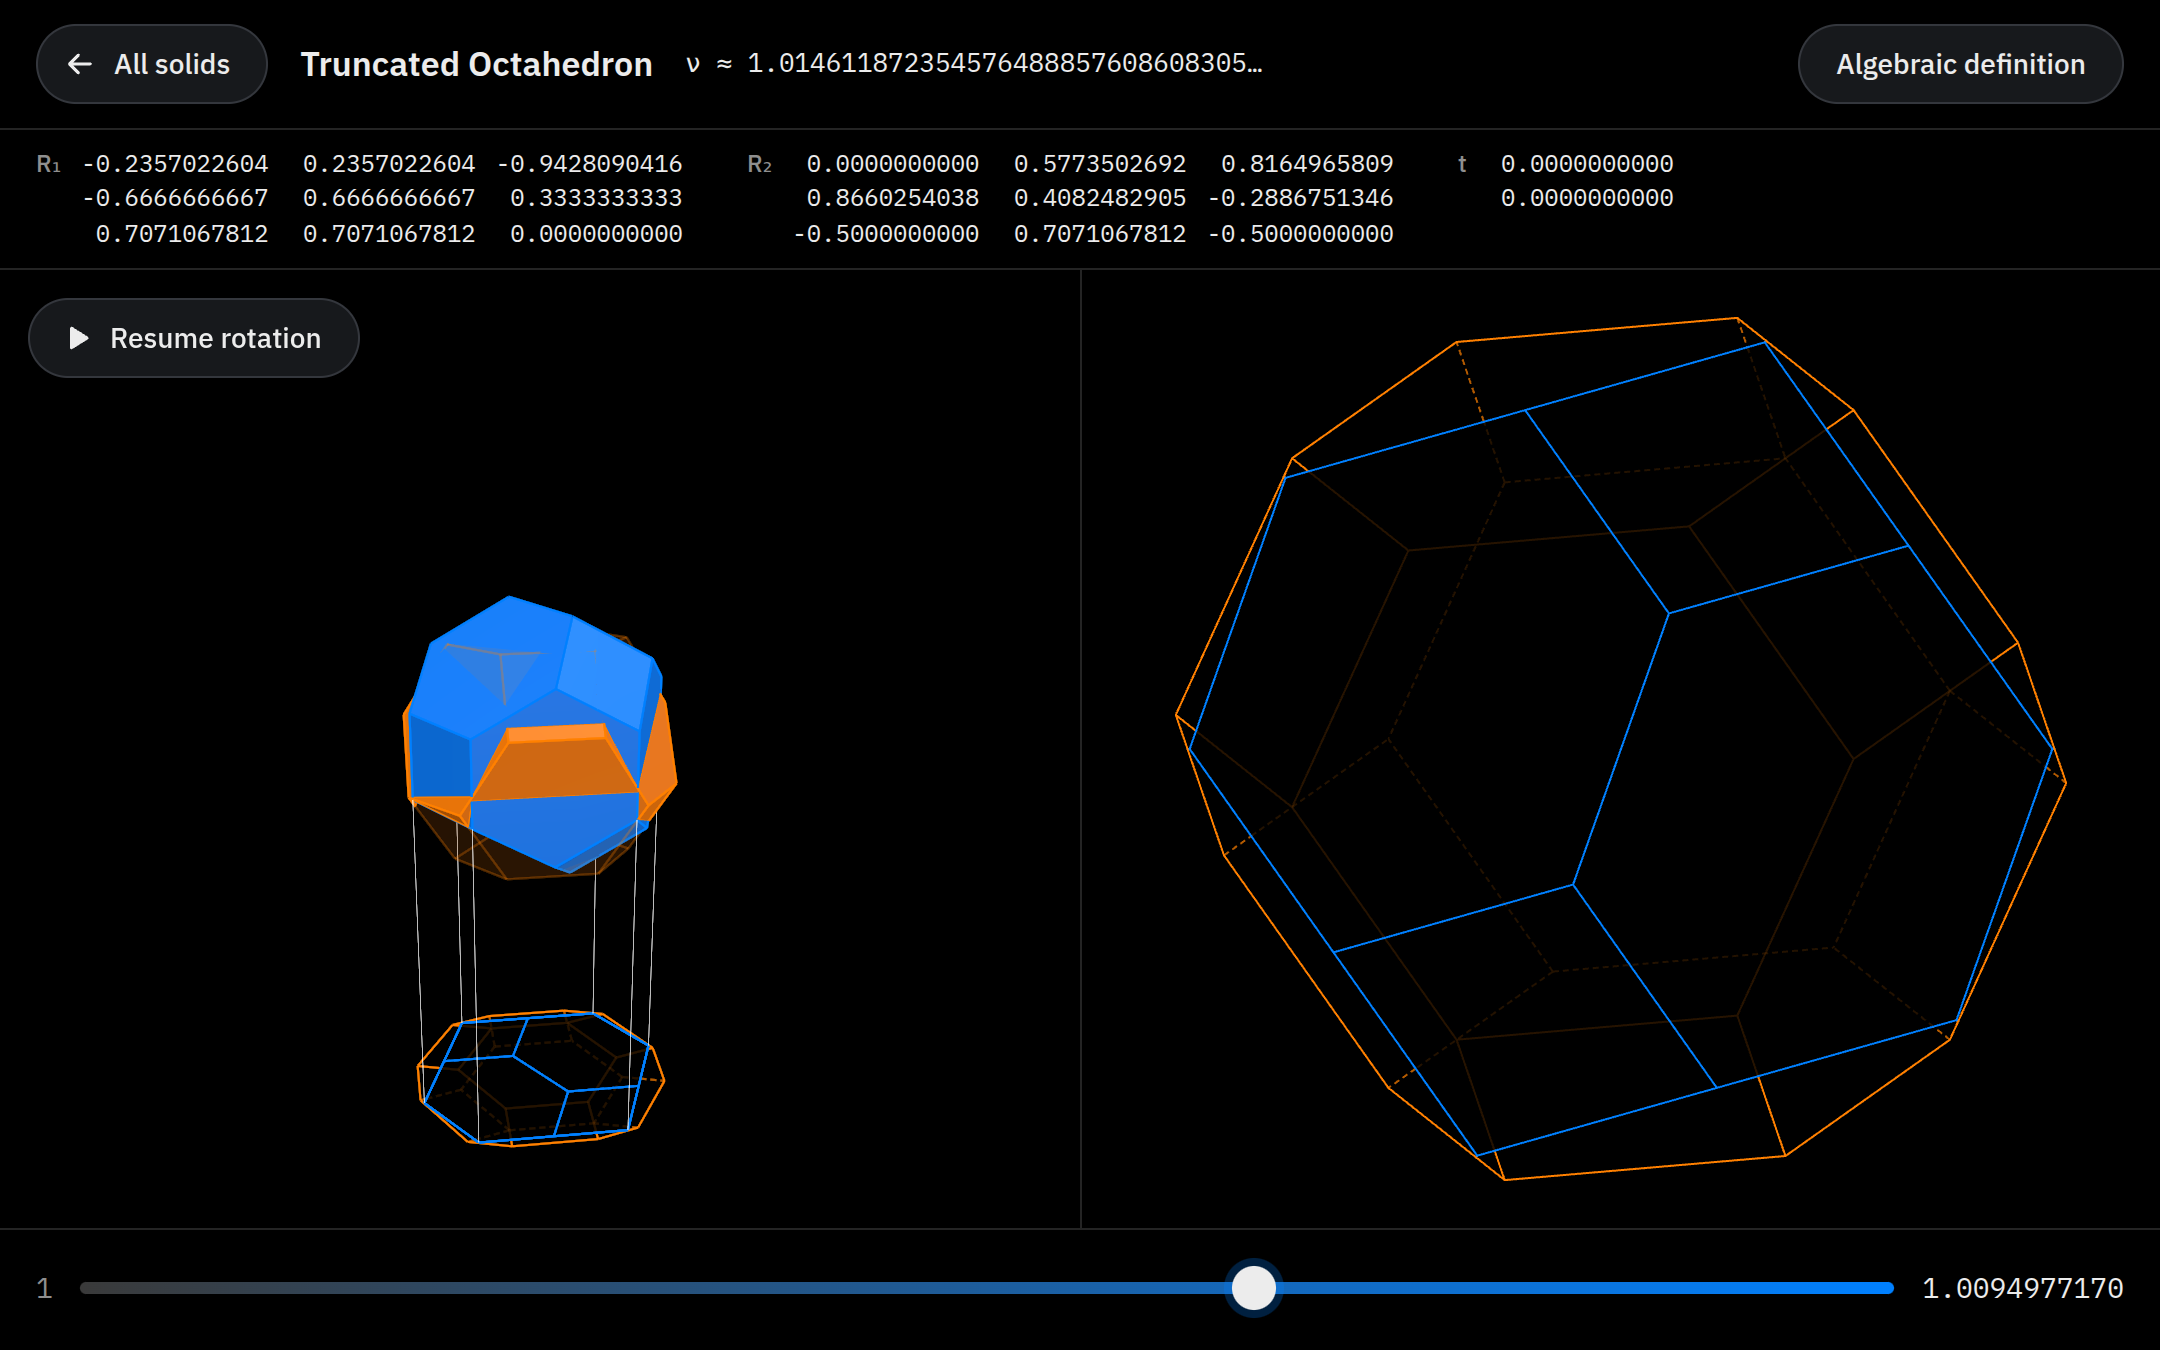 All solids Truncated Octahedron ν ≈ 1.014611872354576488857608608305… Algebraic definition
R₁ -0.2357022604 0.2357022604 -0.9428090416 R₂ 0.0000000000 0.5773502692 0.8164965809 t 0.0000000000
-0.6666666667 0.6666666667 0.3333333333 0.8660254038 0.4082482905 -0.2886751346 0.0000000000
0.7071067812 0.7071067812 0.0000000000 -0.5000000000 0.7071067812 -0.5000000000
Resume rotation
1 1.0094977170